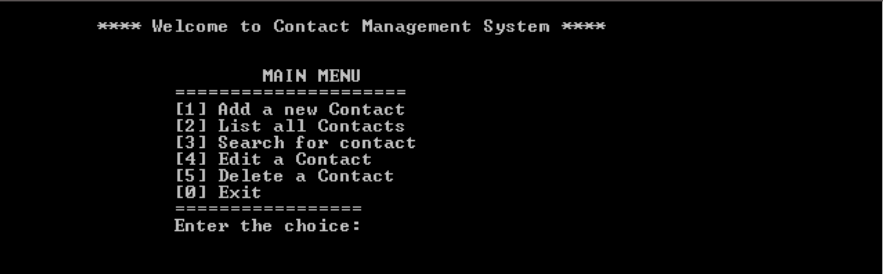 **** Welcome to Contact Management System ****
MAIN MENU
=====================
[1] Add a new Contact
[2] List all Contacts
[3] Search for contact
[4] Edit a Contact
[5] Delete a Contact
[0] Exit
=================
Enter the choice: